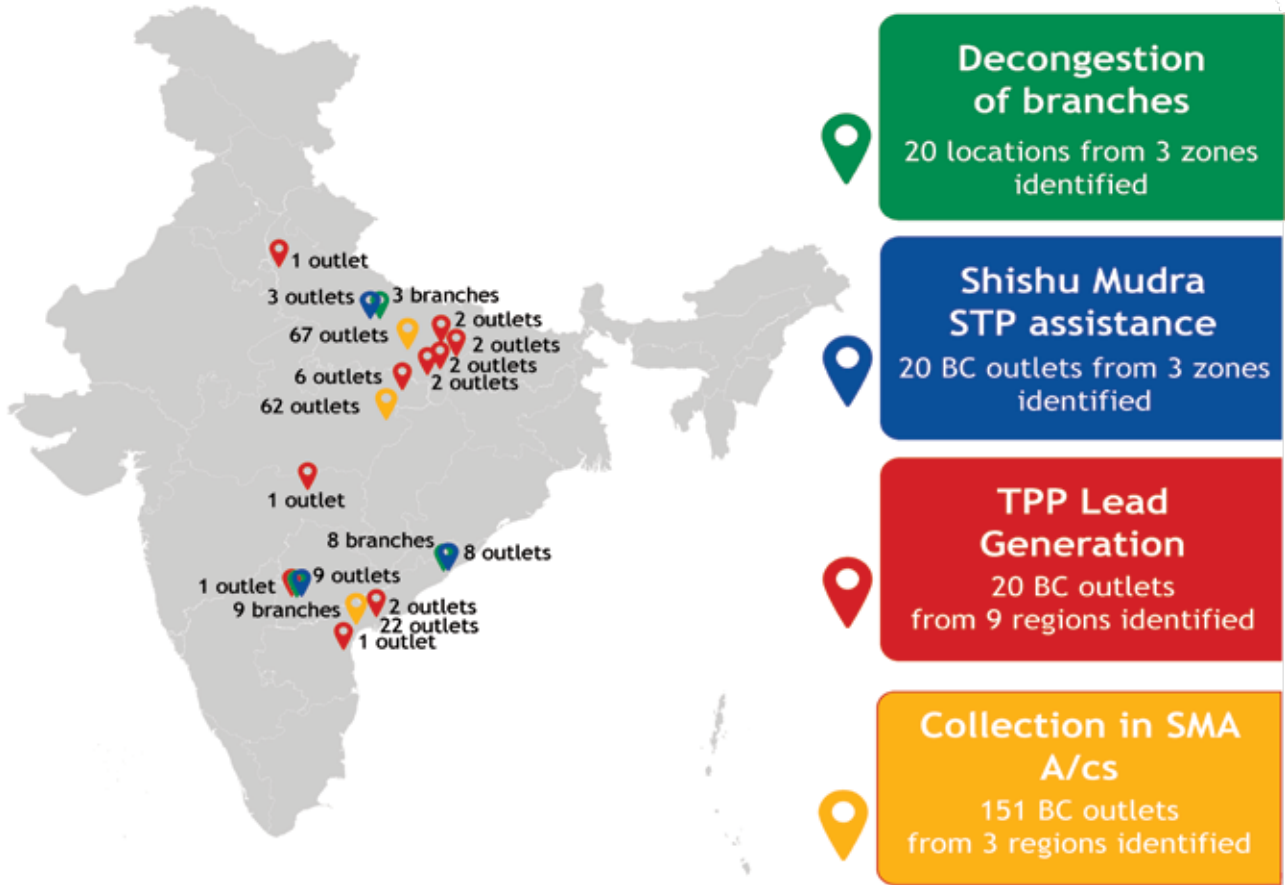 1 outlet
3 outlets
3 branches
67 outlets
2 outlets
2 outlets
2 outlets
2 outlets
6 outlets
62 outlets
1 outlet
8 branches
8 outlets
1 outlet
9 outlets
9 branches
2 outlets
22 outlets
1 outlet
Decongestion
of branches
20 locations from 3 zones
identified
Shishu Mudra
STP assistance
20 BC outlets from 3 zones
identified
TPP Lead
Generation
20 BC outlets
from 9 regions identified
Collection in SMA
A/cs
151 BC outlets
from 3 regions identified